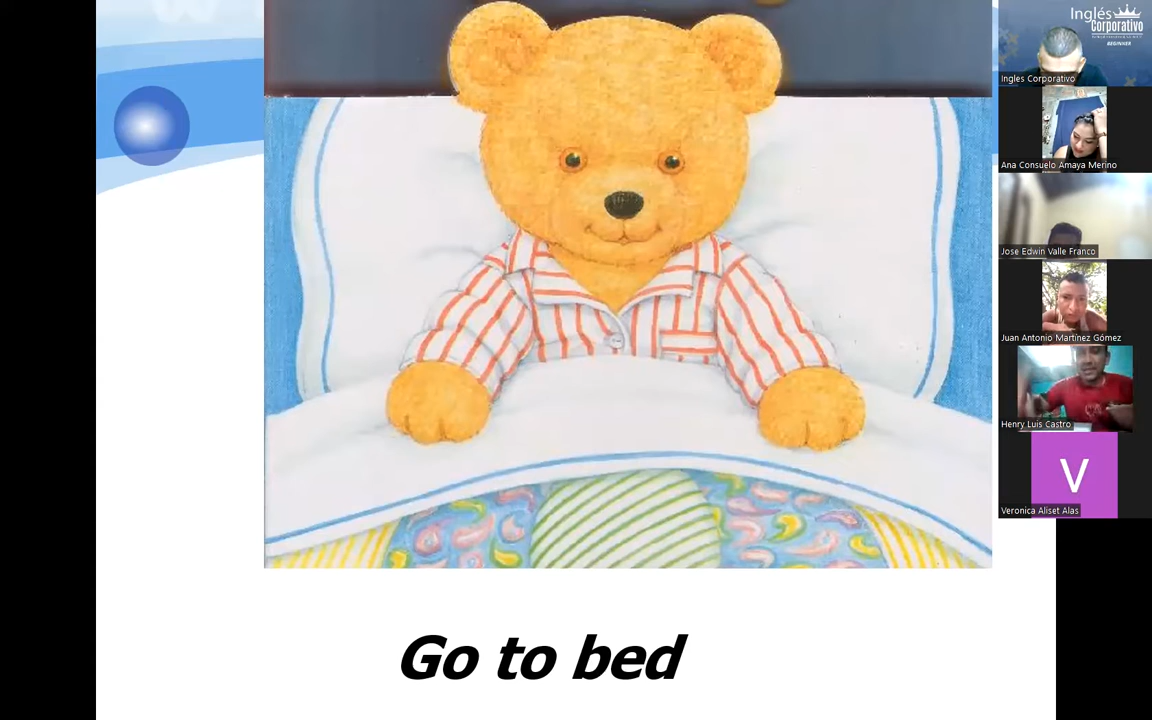 Go to bed
Inglés
Corporativo
BEGINNER
Ingles Corporativo
Ana Consuelo Amaya Merino
Jose Edwin Valle Franco
Juan Antonio Martínez Gómez
Henry Luis Castro
V
Veronica Aliset Alas